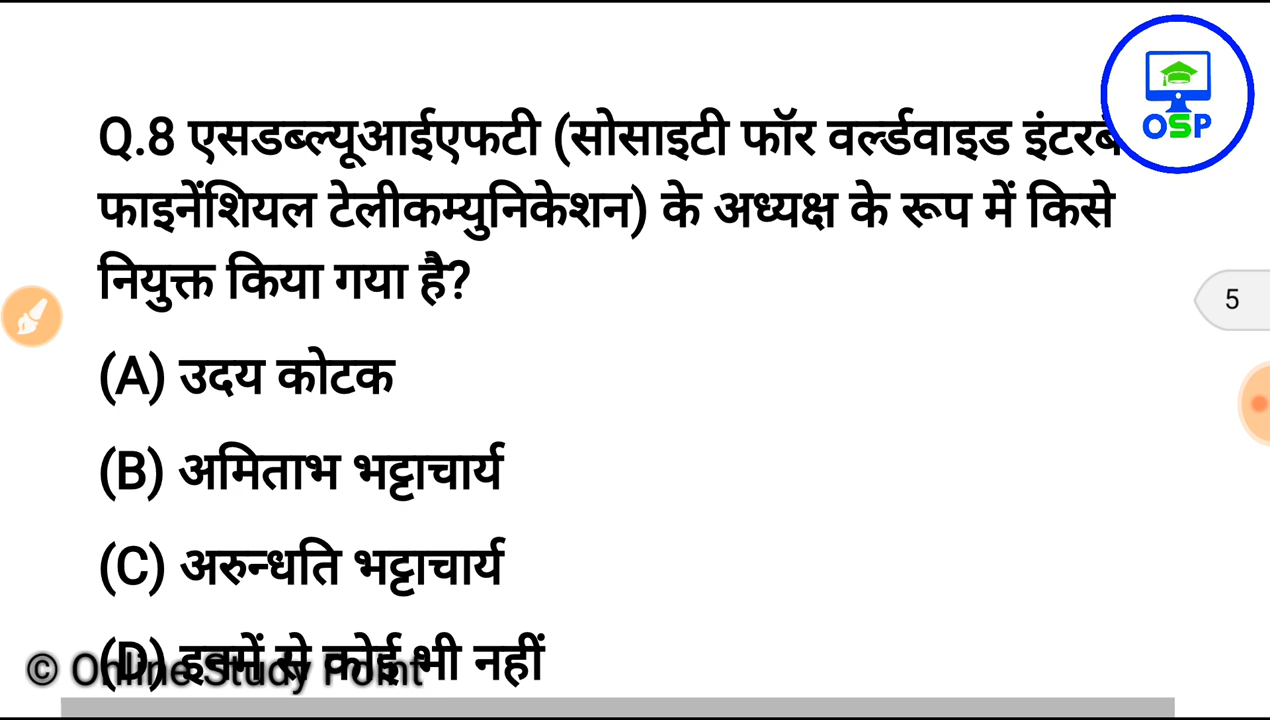 Q.8 एसडब्ल्यूआईएफटी (सोसाइटी फॉर वर्ल्डवाइड
OSP
फाइनेंशियल टेलीकम्युनिकेशन) के अध्यक्ष के रूप में किसे
नियुक्त किया गया है?
5
(A) उदय कोटक
(B) अमिताभ भट्टाचार्य
(C) अरुन्धति भट्टाचार्य
(D) इनमें से कोई भी नहीं
© Online Study Point